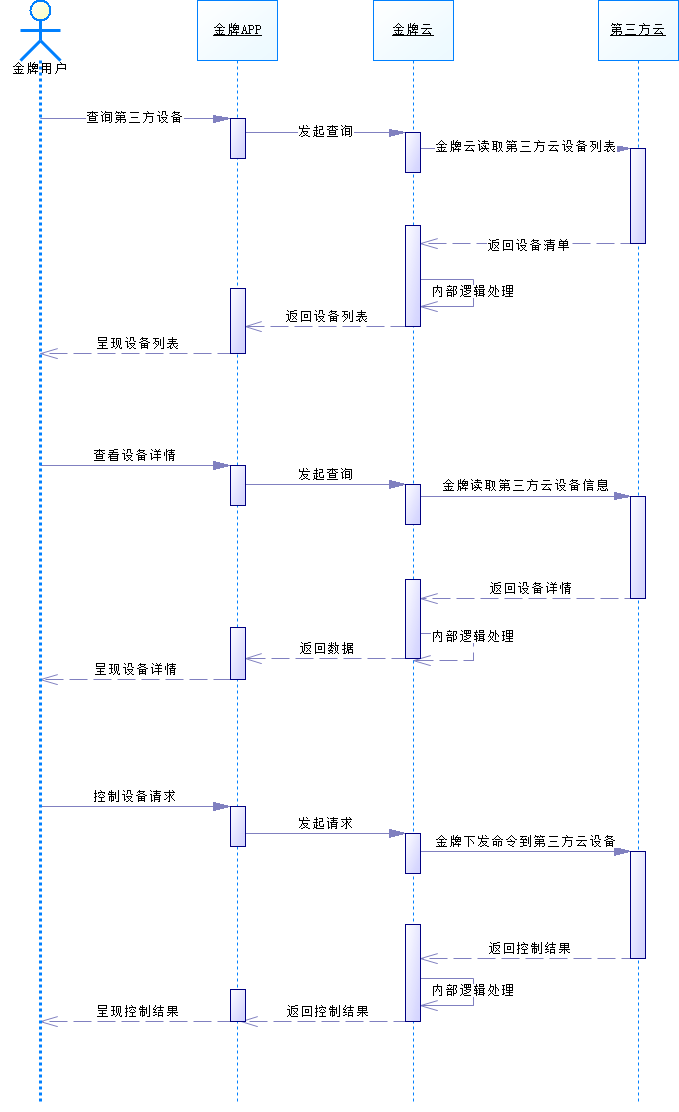 金牌APP
金牌云
第三方云
金牌用户
查询第三方设备
发起查询
金牌云读取第三方云设备列表
返回设备清单
内部逻辑处理
返回设备列表
呈现设备列表
查看设备详情
发起查询
金牌读取第三方云设备信息
返回设备详情
内部逻辑处理
返回数据
呈现设备详情
控制设备请求
发起请求
金牌下发命令到第三方云设备
返回控制结果
内部逻辑处理
返回控制结果
呈现控制结果